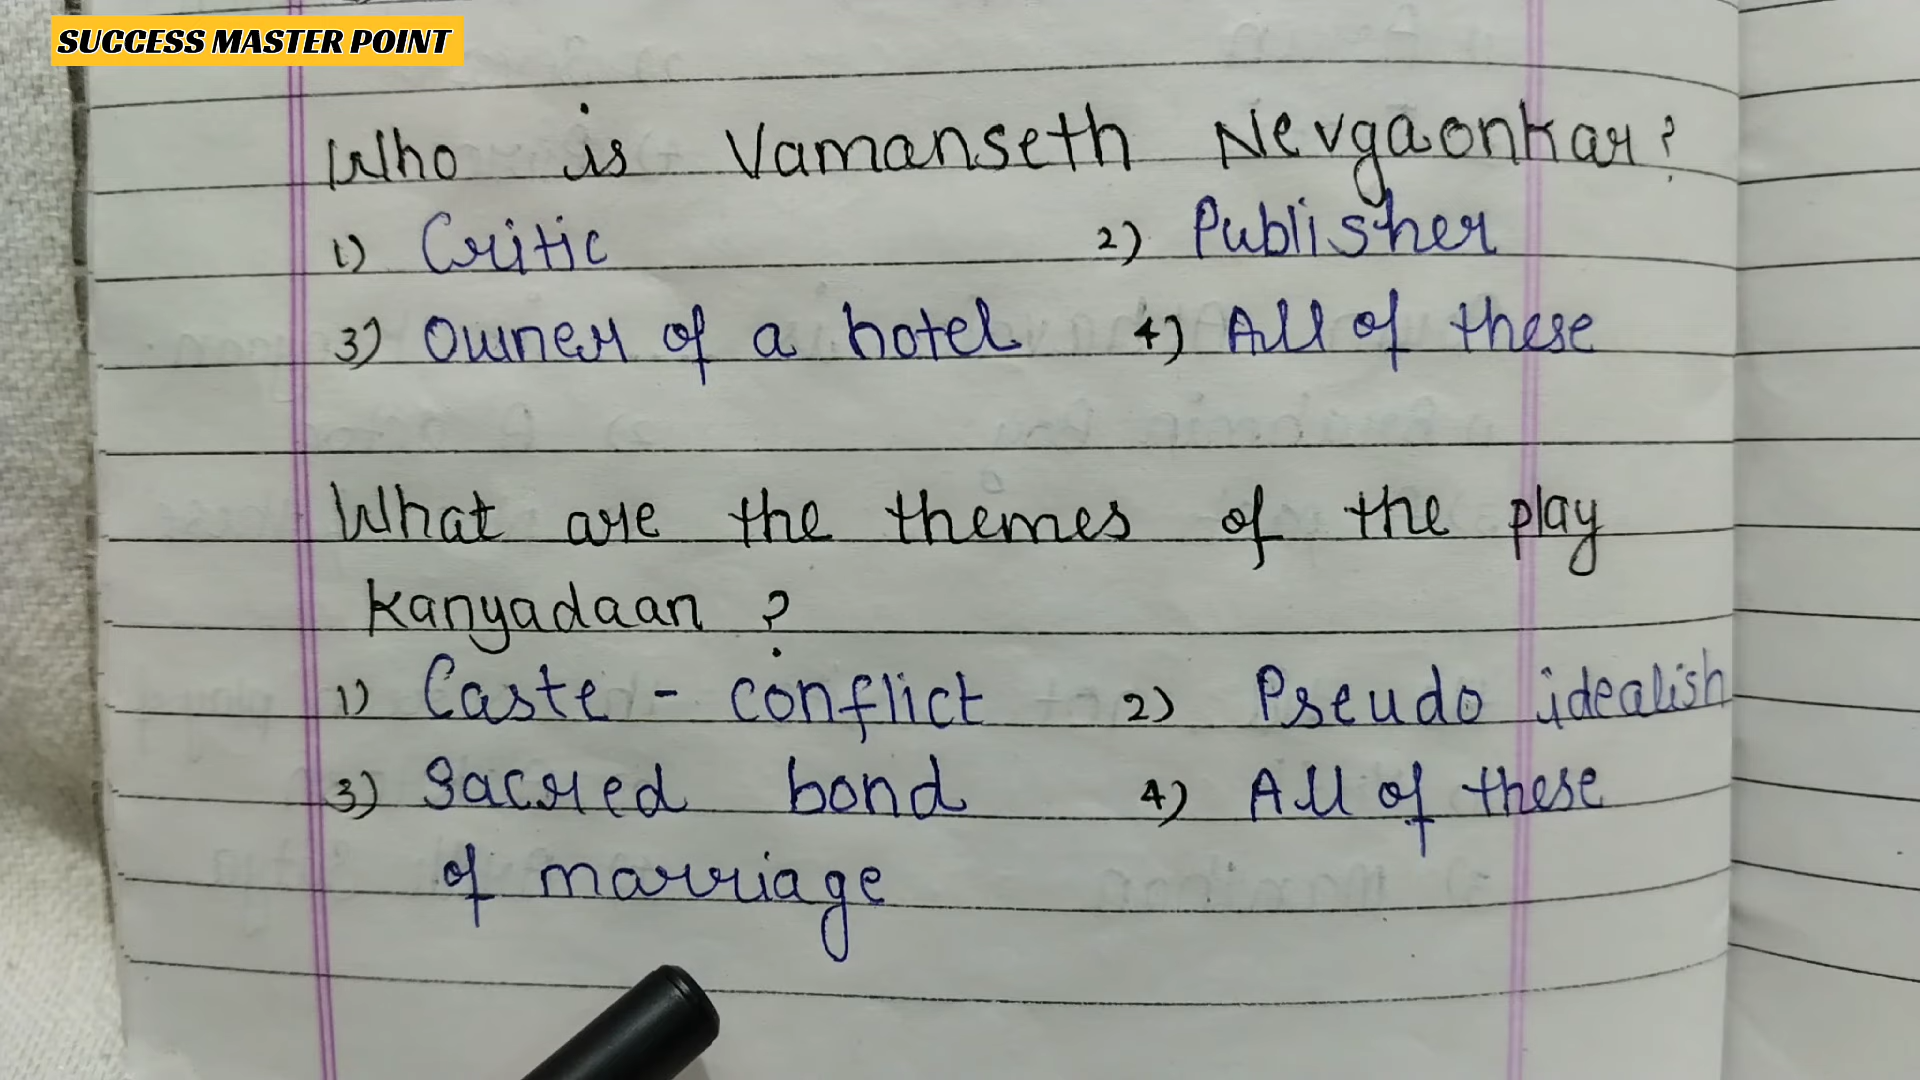 SUCCESS MASTER POINT
Who is Vamanseth Nevgaonkar?
1) Critic 2) Publisher
3) Owner of a hotel 4) All of these
What are the themes of the play
Kanyadaan ?
1) Caste - conflict 2) Pseudo idealish
3) Sacred bond 4) All of these
of marriage